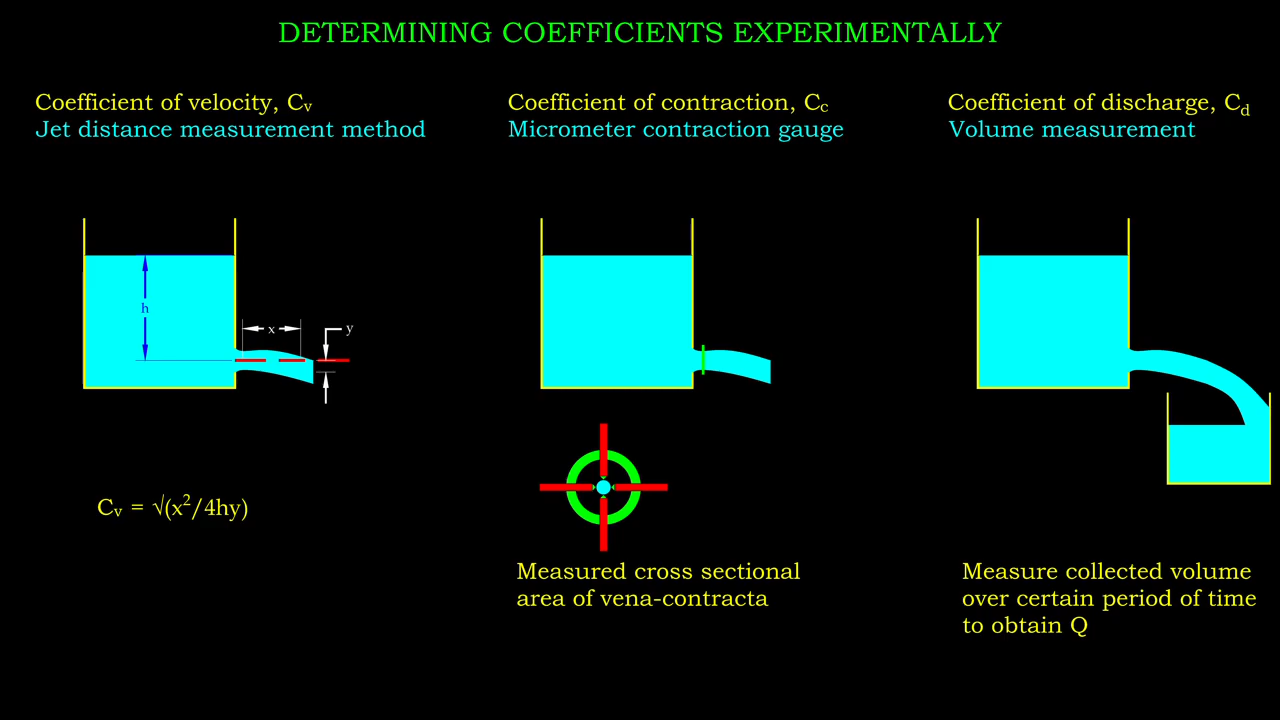 DETERMINING COEFFICIENTS EXPERIMENTALLY
Coefficient of velocity, Cv
Jet distance measurement method
h
x
y
Cv = √(x²/4hy)
Coefficient of contraction, Cc
Micrometer contraction gauge
Measured cross sectional
area of vena-contracta
Coefficient of discharge, Cd
Volume measurement
Measure collected volume
over certain period of time
to obtain Q